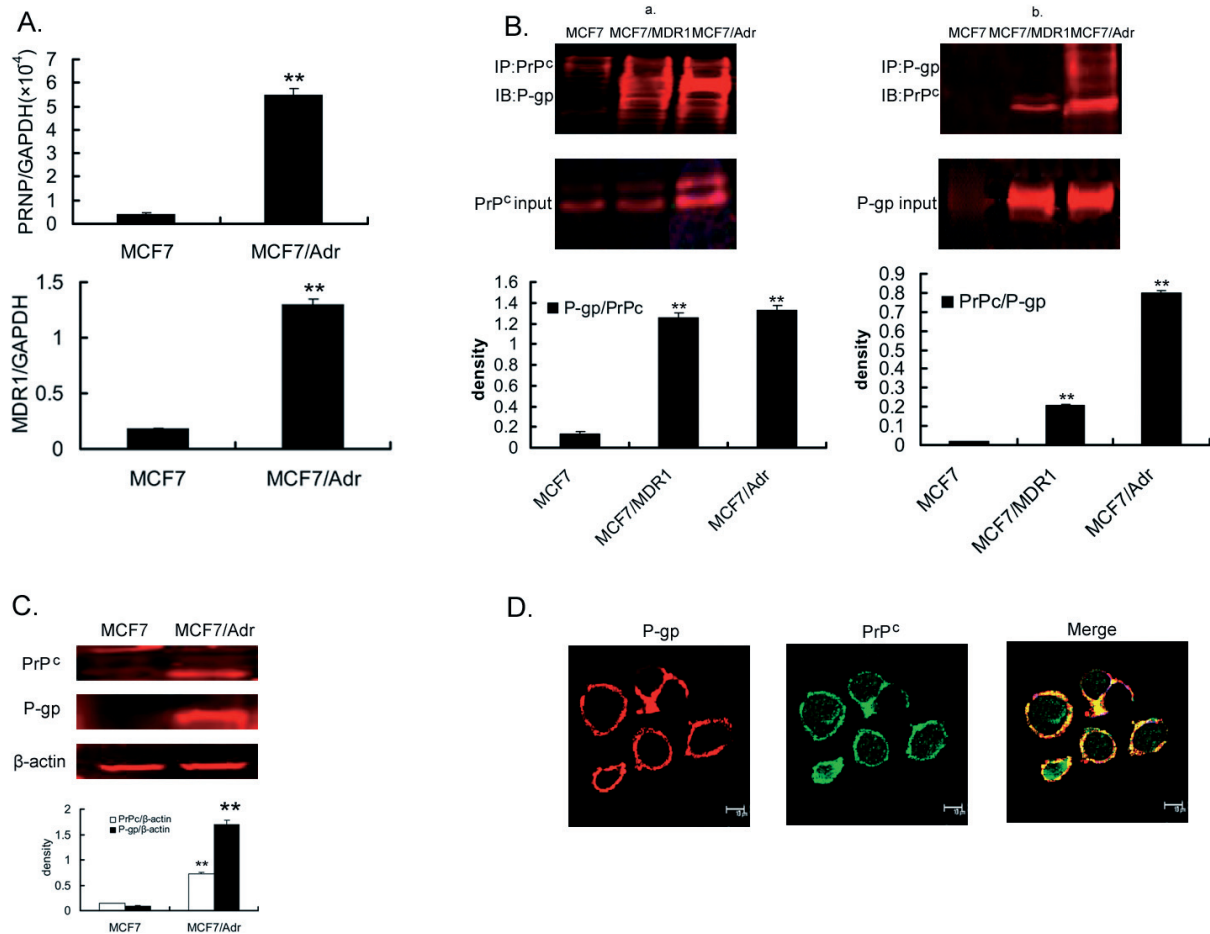 A.
PRNP/GAPDH(×10⁻⁴)
7
6
5
4
3
2
1
0
**
MCF7
MCF7/Adr
MDR1/GAPDH
1.5
1
0.5
0
**
MCF7
MCF7/Adr
B.
a.
MCF7 MCF7/MDR1 MCF7/Adr
IP:PrPᶜ
IB:P-gp
PrPᶜ input
density
1.6
1.4
1.2
1
0.8
0.6
0.4
0.2
0
P-gp/PrPc
**
**
MCF7
MCF7/MDR1
MCF7/Adr
b.
MCF7 MCF7/MDR1 MCF7/Adr
IP:P-gp
IB:PrPᶜ
P-gp input
density
0.9
0.8
0.7
0.6
0.5
0.4
0.3
0.2
0.1
0
PrPc/P-gp
**
**
MCF7
MCF7/MDR1
MCF7/Adr
C.
MCF7 MCF7/Adr
PrPᶜ
P-gp
β-actin
density
2
1.5
1
0.5
0
PrPc/β-actin
P-gp/β-actin
**
**
MCF7
MCF7/Adr
D.
P-gp
PrPᶜ
Merge
10 μm
10 μm
10 μm